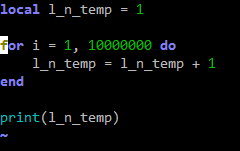 local l_n_temp = 1

for i = 1, 10000000 do
    l_n_temp = l_n_temp + 1
end

print(l_n_temp)
~